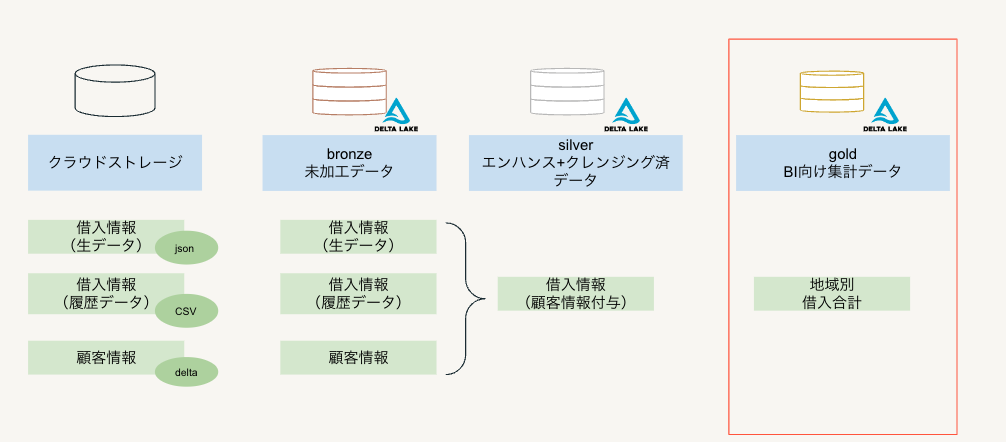 DELTA LAKE
DELTA LAKE
DELTA LAKE
クラウドストレージ
bronze
未加工データ
silver
エンハンス+クレンジング済
データ
gold
BI向け集計データ
借入情報
（生データ）
json
借入情報
（履歴データ）
CSV
顧客情報
delta
借入情報
（生データ）
借入情報
（履歴データ）
顧客情報
借入情報
（顧客情報付与）
地域別
借入合計